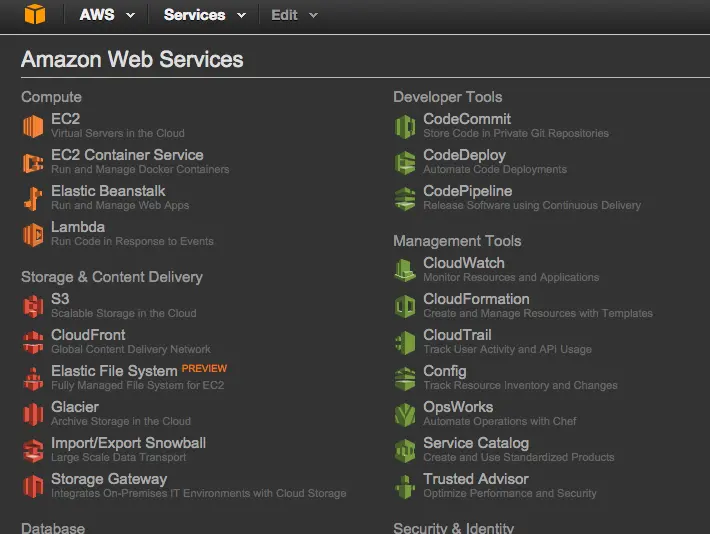 AWS Services Edit
Amazon Web Services
Compute
EC2
Virtual Servers in the Cloud
EC2 Container Service
Run and Manage Docker Containers
Elastic Beanstalk
Run and Manage Web Apps
Lambda
Run Code in Response to Events
Storage & Content Delivery
S3
Scalable Storage in the Cloud
CloudFront
Global Content Delivery Network
Elastic File System PREVIEW
Fully Managed File System for EC2
Glacier
Archive Storage in the Cloud
Import/Export Snowball
Large Scale Data Transport
Storage Gateway
Integrates On-Premises IT Environments with Cloud Storage
Database
Developer Tools
CodeCommit
Store Code in Private Git Repositories
CodeDeploy
Automate Code Deployments
CodePipeline
Release Software using Continuous Delivery
Management Tools
CloudWatch
Monitor Resources and Applications
CloudFormation
Create and Manage Resources with Templates
CloudTrail
Track User Activity and API Usage
Config
Track Resource Inventory and Changes
OpsWorks
Automate Operations with Chef
Service Catalog
Create and Use Standardized Products
Trusted Advisor
Optimize Performance and Security
Security & Identity